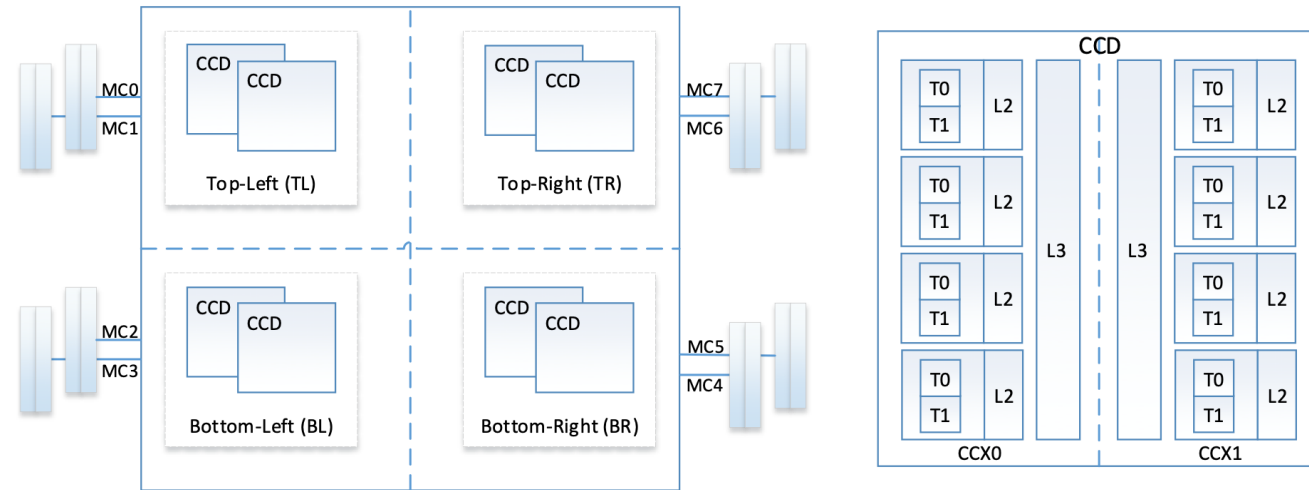 MC0
MC1
CCD
CCD
Top-Left (TL)
CCD
CCD
Top-Right (TR)
MC7
MC6
MC2
MC3
CCD
CCD
Bottom-Left (BL)
CCD
CCD
Bottom-Right (BR)
MC5
MC4
CCD
T0
T1
L2
T0
T1
L2
T0
T1
L2
T0
T1
L2
L3
CCX0
L3
T0
T1
L2
T0
T1
L2
T0
T1
L2
T0
T1
L2
CCX1